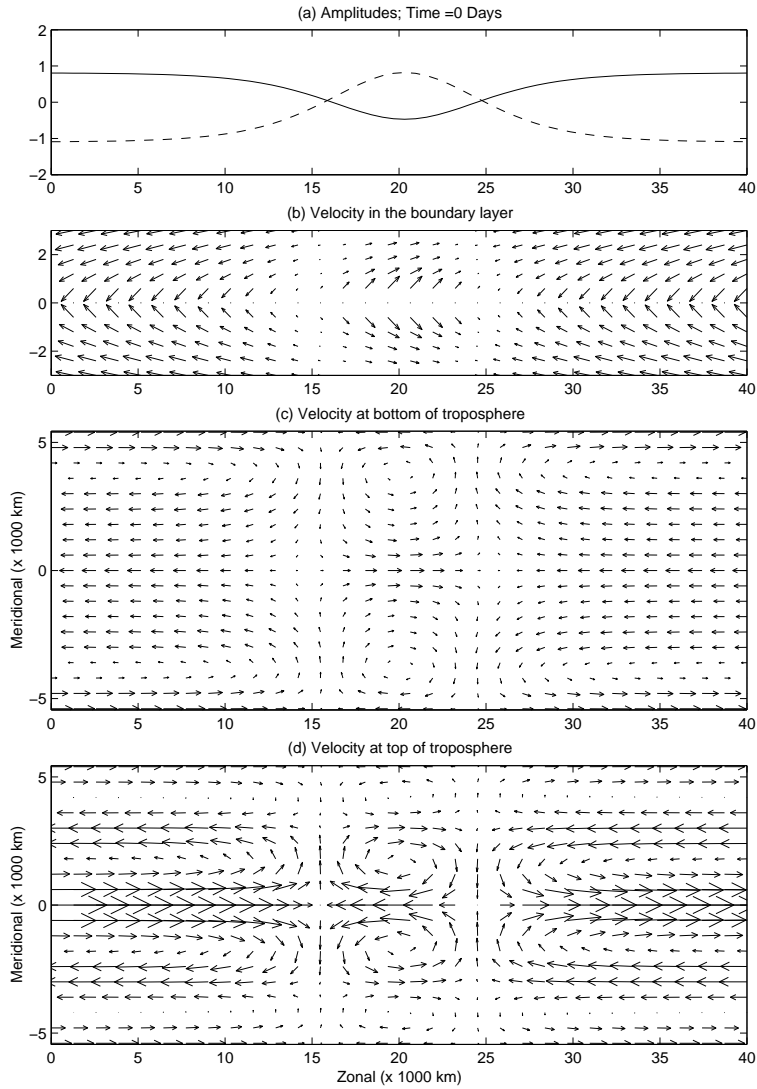 (a) Amplitudes; Time =0 Days
2
1
0
−1
−2
0 5 10 15 20 25 30 35 40
(b) Velocity in the boundary layer
2
0
−2
0 5 10 15 20 25 30 35 40
(c) Velocity at bottom of troposphere
5
0
−5
Meridional (x 1000 km)
0 5 10 15 20 25 30 35 40
(d) Velocity at top of troposphere
5
0
−5
Meridional (x 1000 km)
0 5 10 15 20 25 30 35 40
Zonal (x 1000 km)